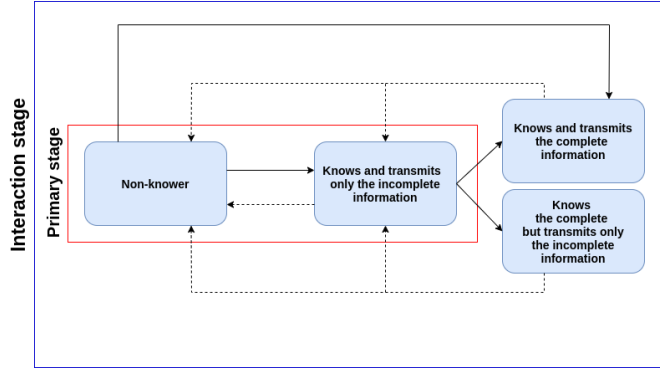 Interaction stage
Primary stage
Non-knower
Knows and transmits
only the incomplete
information
Knows and transmits
the complete
information
Knows
the complete
but transmits only
the incomplete
information